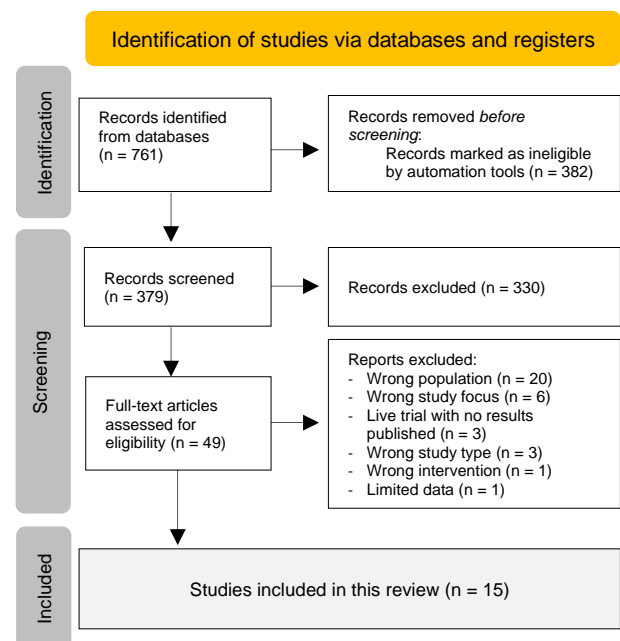 Identification of studies via databases and registers
Identification
Records identified
from databases
(n = 761)
Records removed before
screening:
Records marked as ineligible
by automation tools (n = 382)
Screening
Records screened
(n = 379)
Records excluded (n = 330)
Full-text articles
assessed for
eligibility (n = 49)
Reports excluded:
- Wrong population (n = 20)
- Wrong study focus (n = 6)
- Live trial with no results
published (n = 3)
- Wrong study type (n = 3)
- Wrong intervention (n = 1)
- Limited data (n = 1)
Included
Studies included in this review (n = 15)